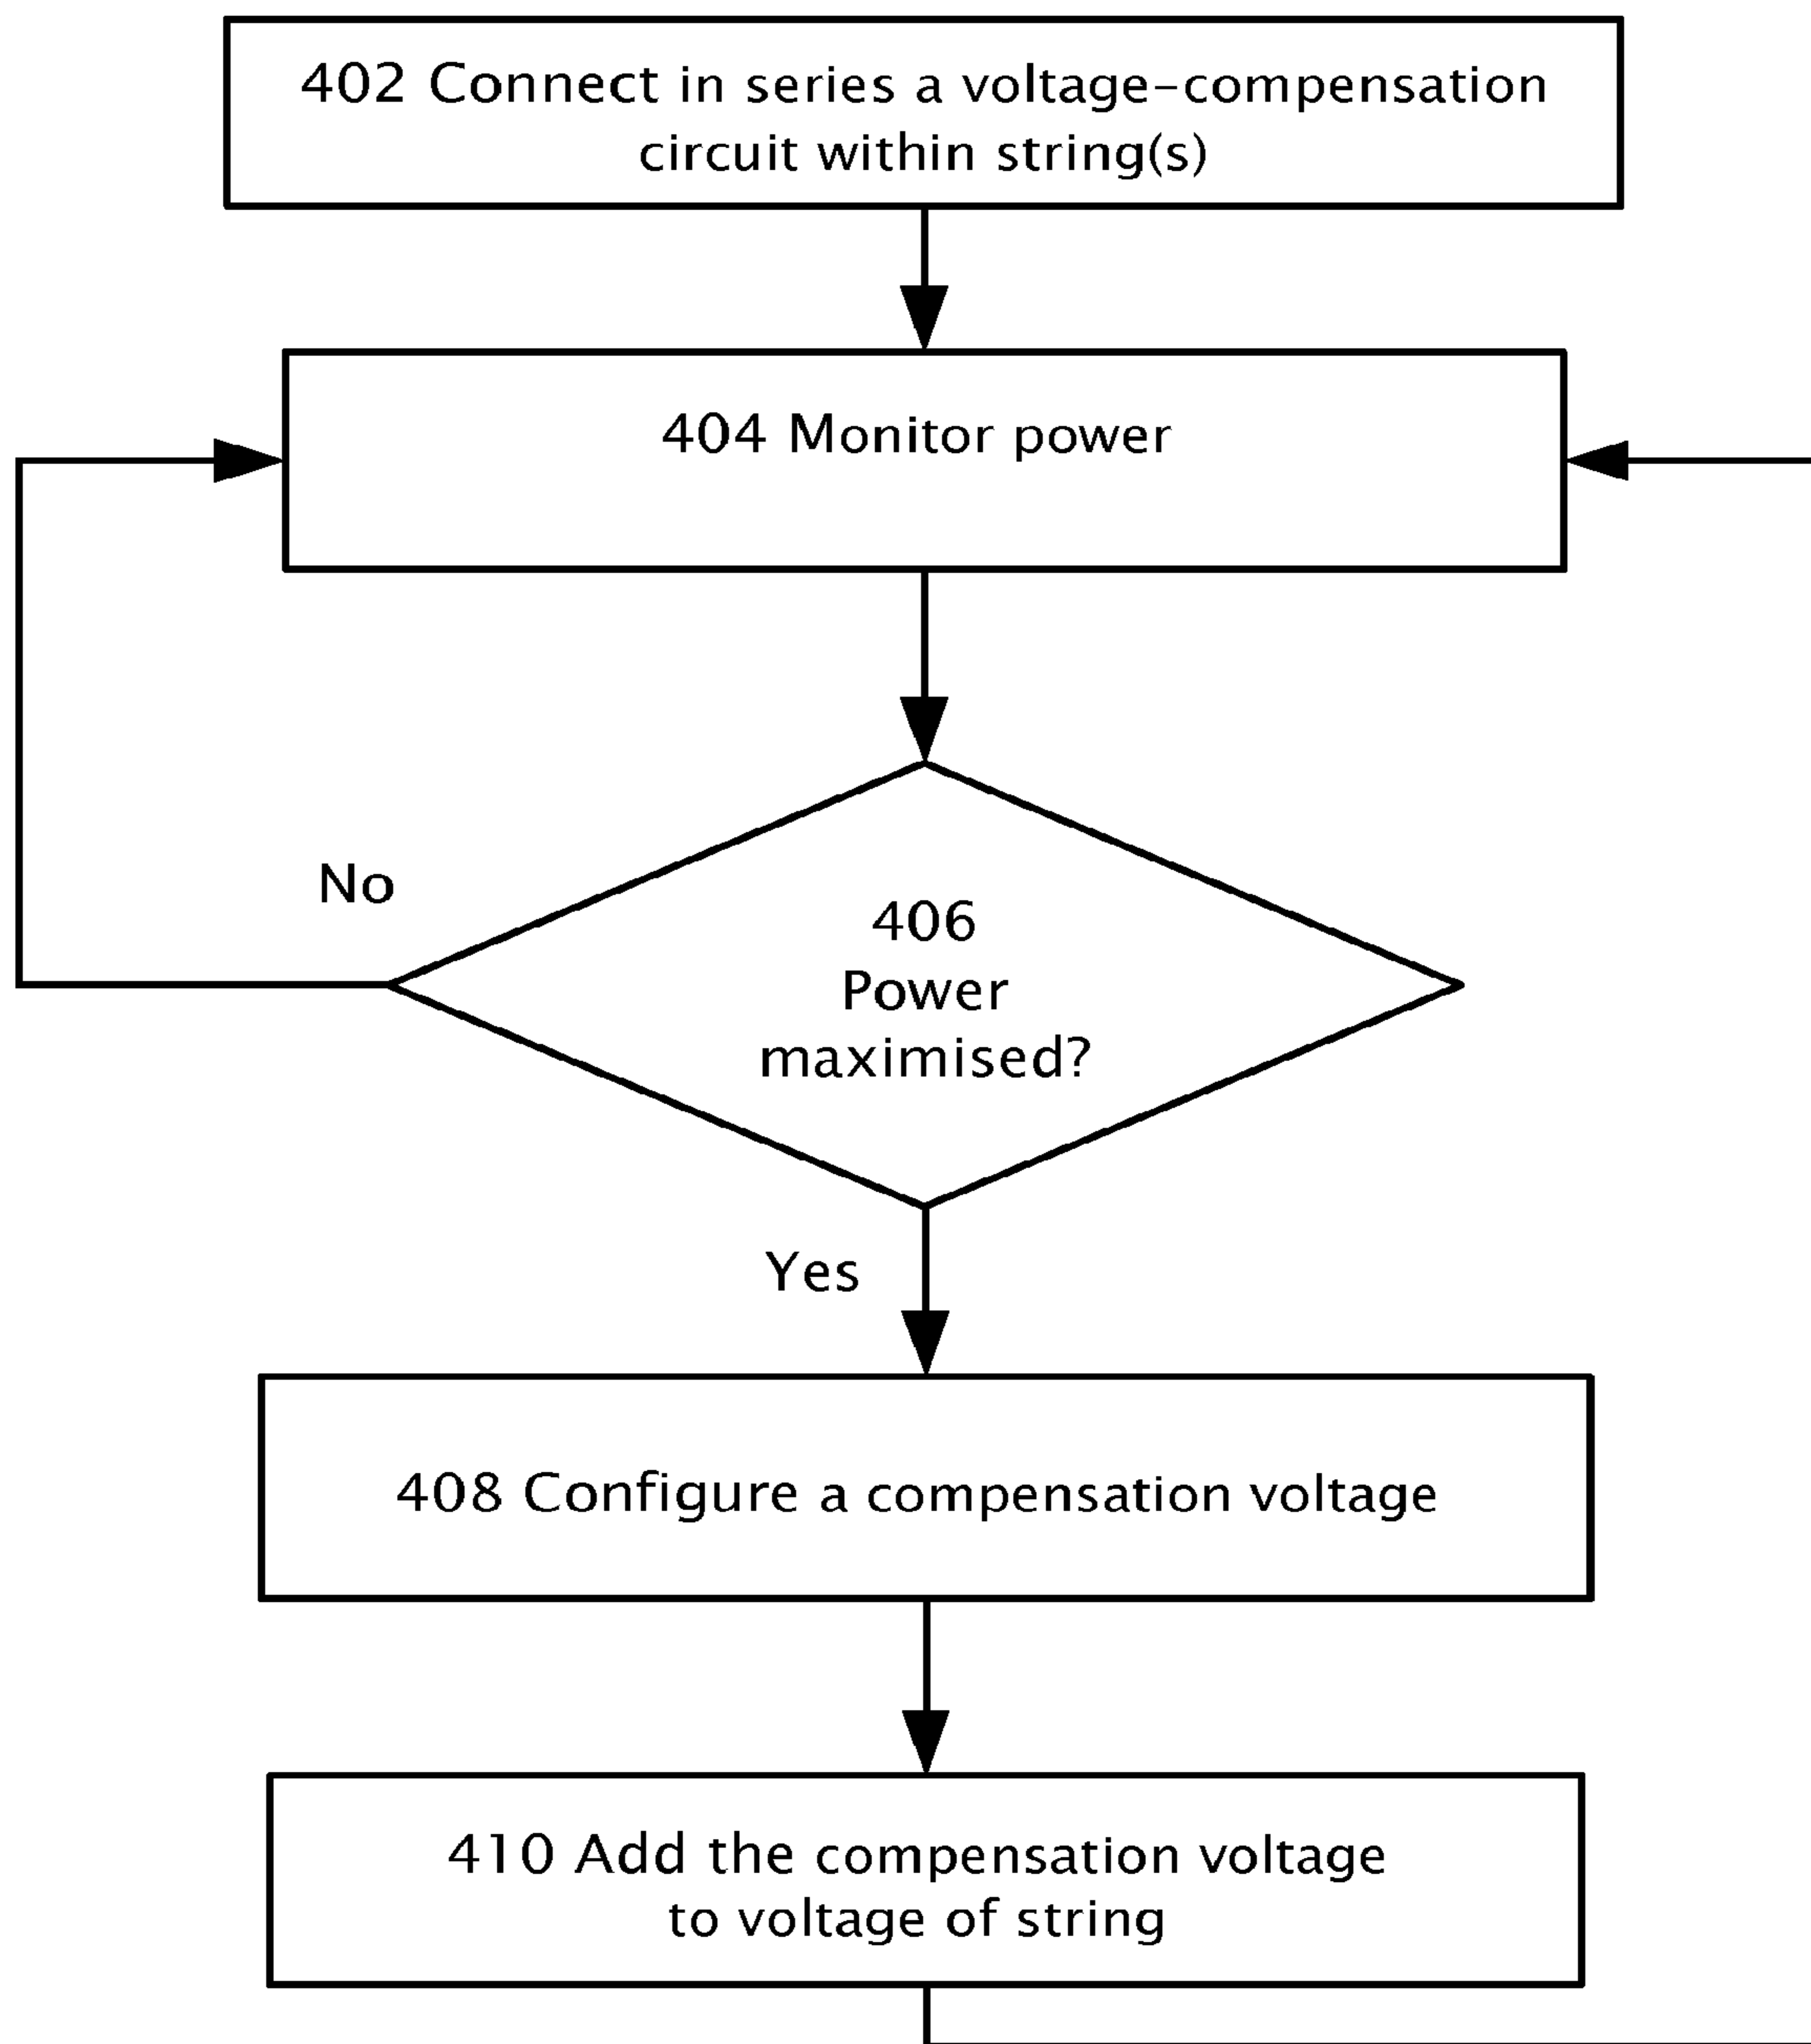 402 Connect in series a voltage-compensation
circuit within string(s)
404 Monitor power
No
406
Power
maximised?
Yes
408 Configure a compensation voltage
410 Add the compensation voltage
to voltage of string